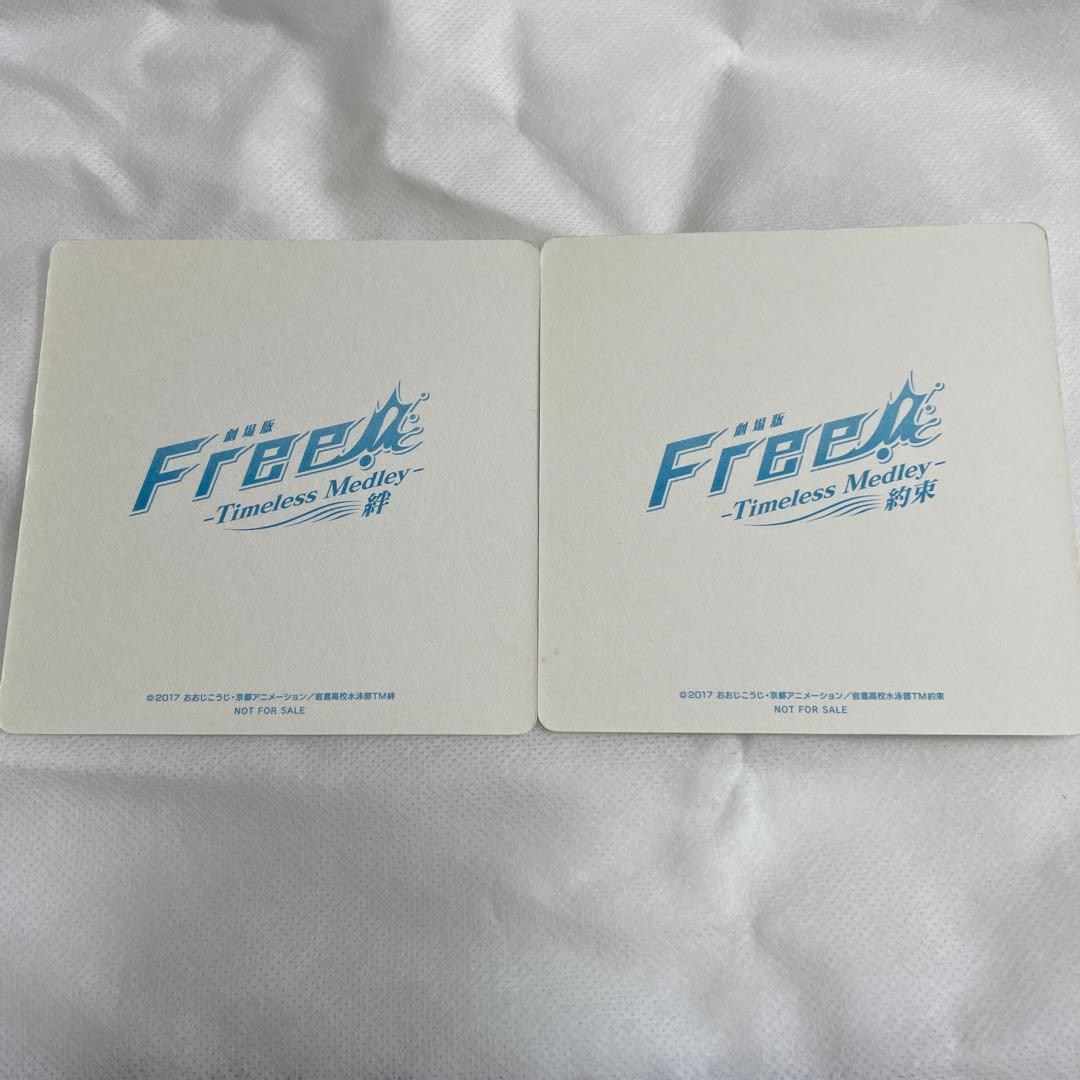 劇場版
Free!
-Timeless Medley-
絆
©2017 おおじこうじ・京都アニメーション／岩鳶高校水泳部TM絆
NOT FOR SALE
劇場版
Free!
-Timeless Medley-
約束
©2017 おおじこうじ・京都アニメーション／岩鳶高校水泳部TM約束
NOT FOR SALE